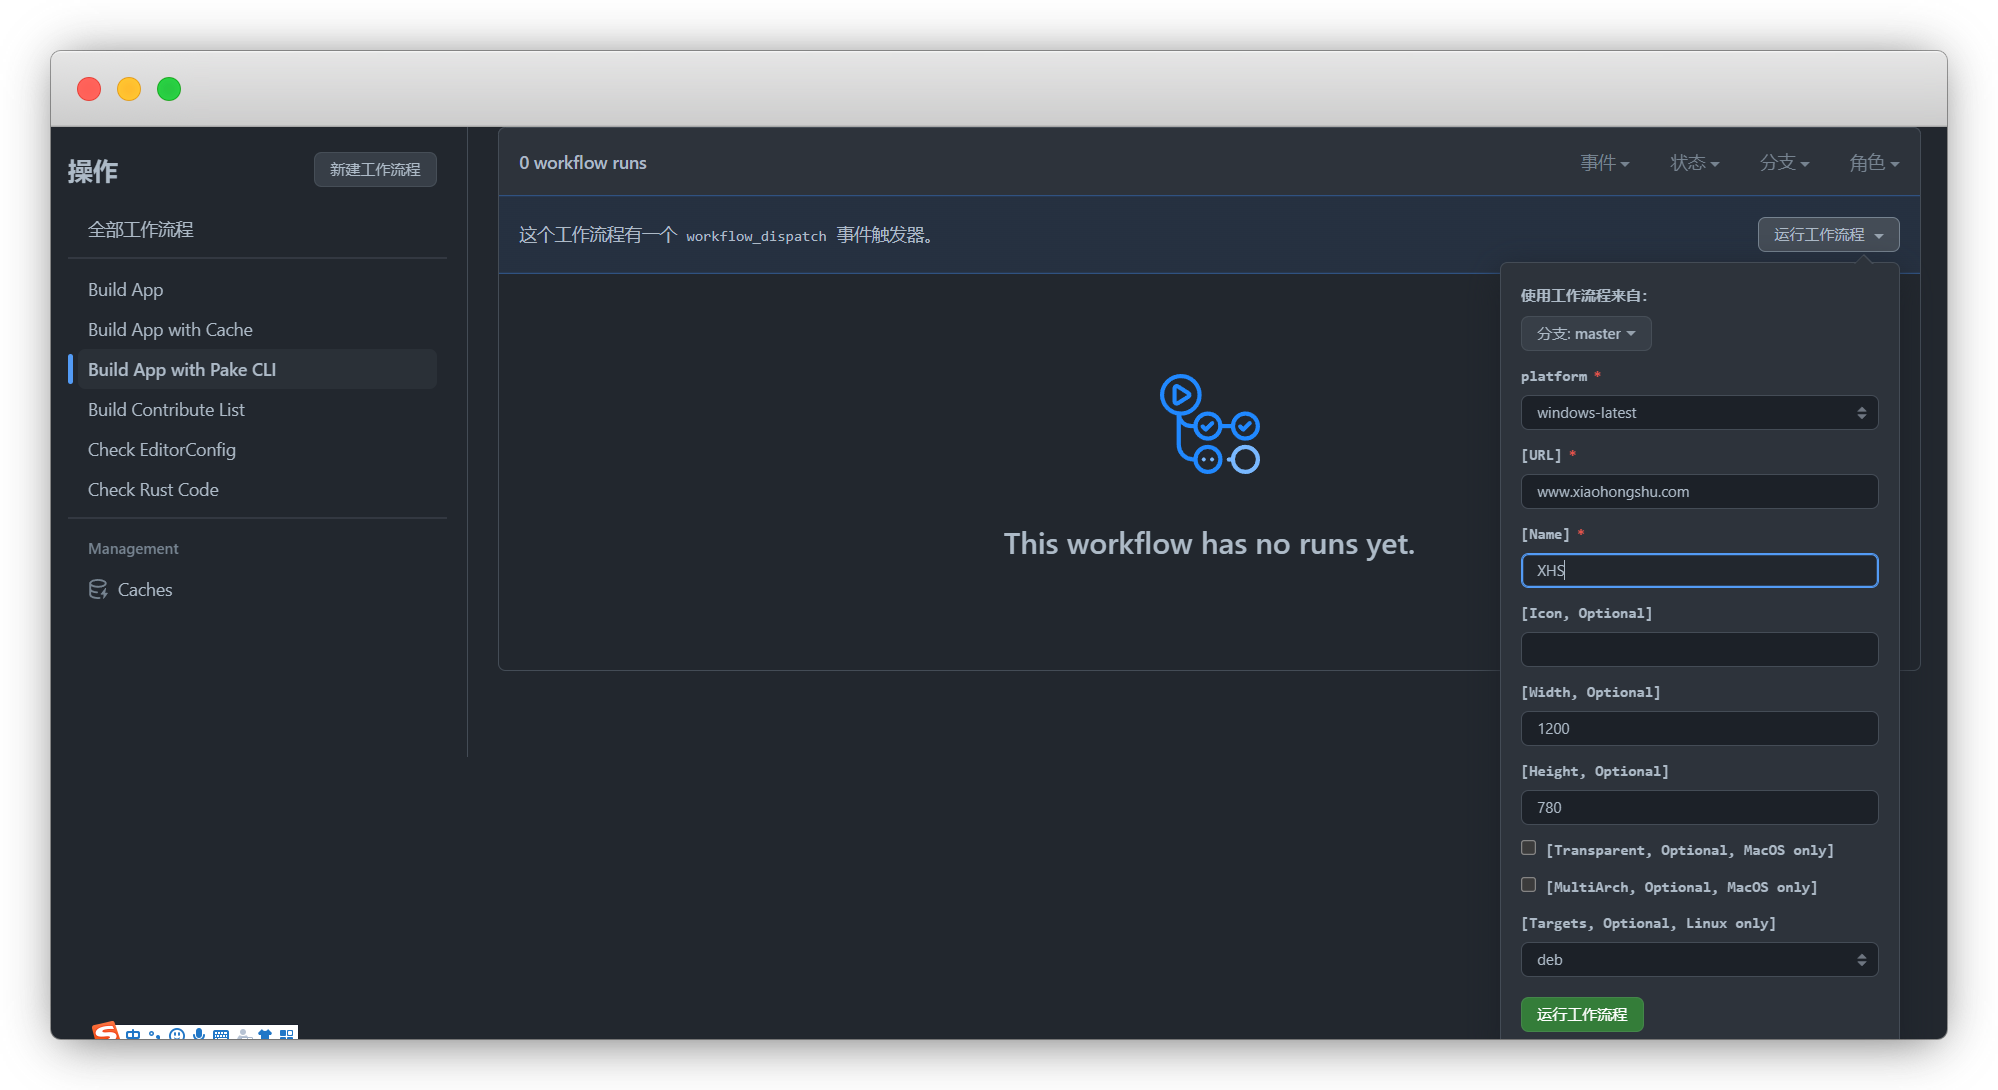 操作
新建工作流程
全部工作流程
Build App
Build App with Cache
Build App with Pake CLI
Build Contribute List
Check EditorConfig
Check Rust Code
Management
Caches
0 workflow runs
事件
状态
分支
角色
这个工作流程有一个 workflow_dispatch 事件触发器。
运行工作流程
This workflow has no runs yet.
使用工作流程来自:
分支: master
platform *
windows-latest
[URL] *
www.xiaohongshu.com
[Name] *
XHS
[Icon, Optional]
[Width, Optional]
1200
[Height, Optional]
780
[Transparent, Optional, MacOS only]
[MultiArch, Optional, MacOS only]
[Targets, Optional, Linux only]
deb
运行工作流程
中